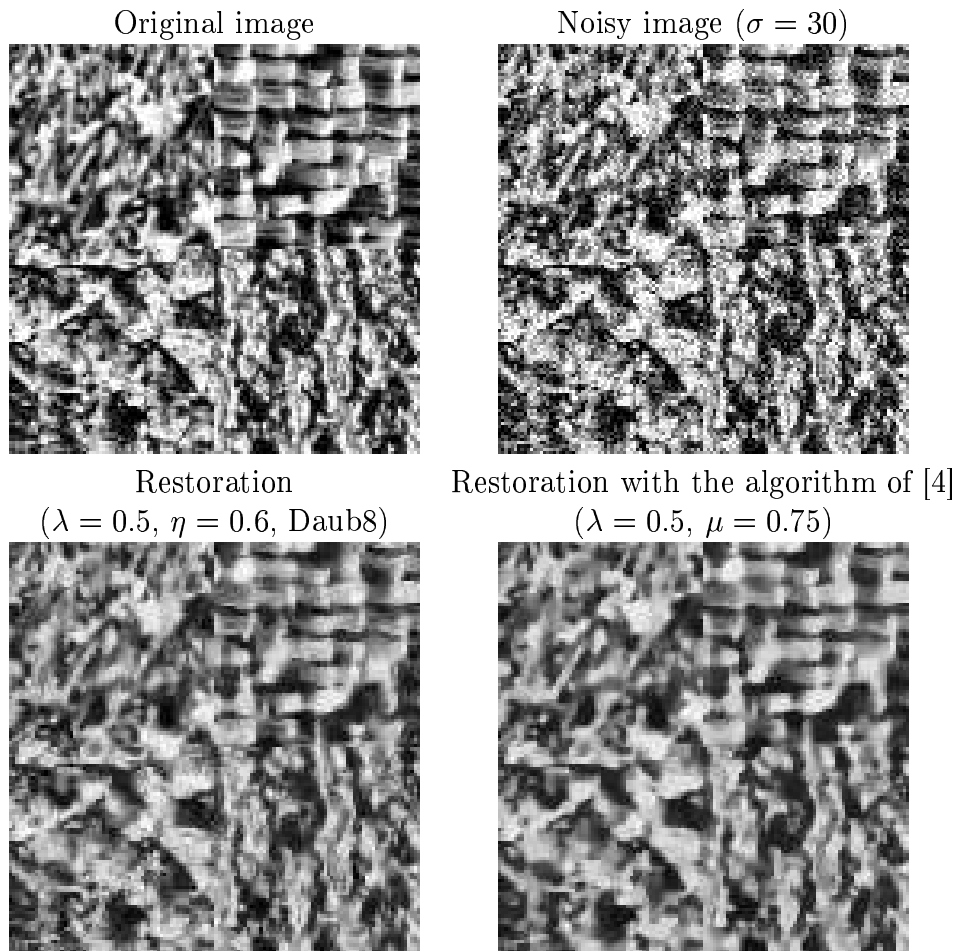 Original image
Noisy image (σ = 30)
Restoration
(λ = 0.5, η = 0.6, Daub8)
Restoration with the algorithm of [4]
(λ = 0.5, μ = 0.75)